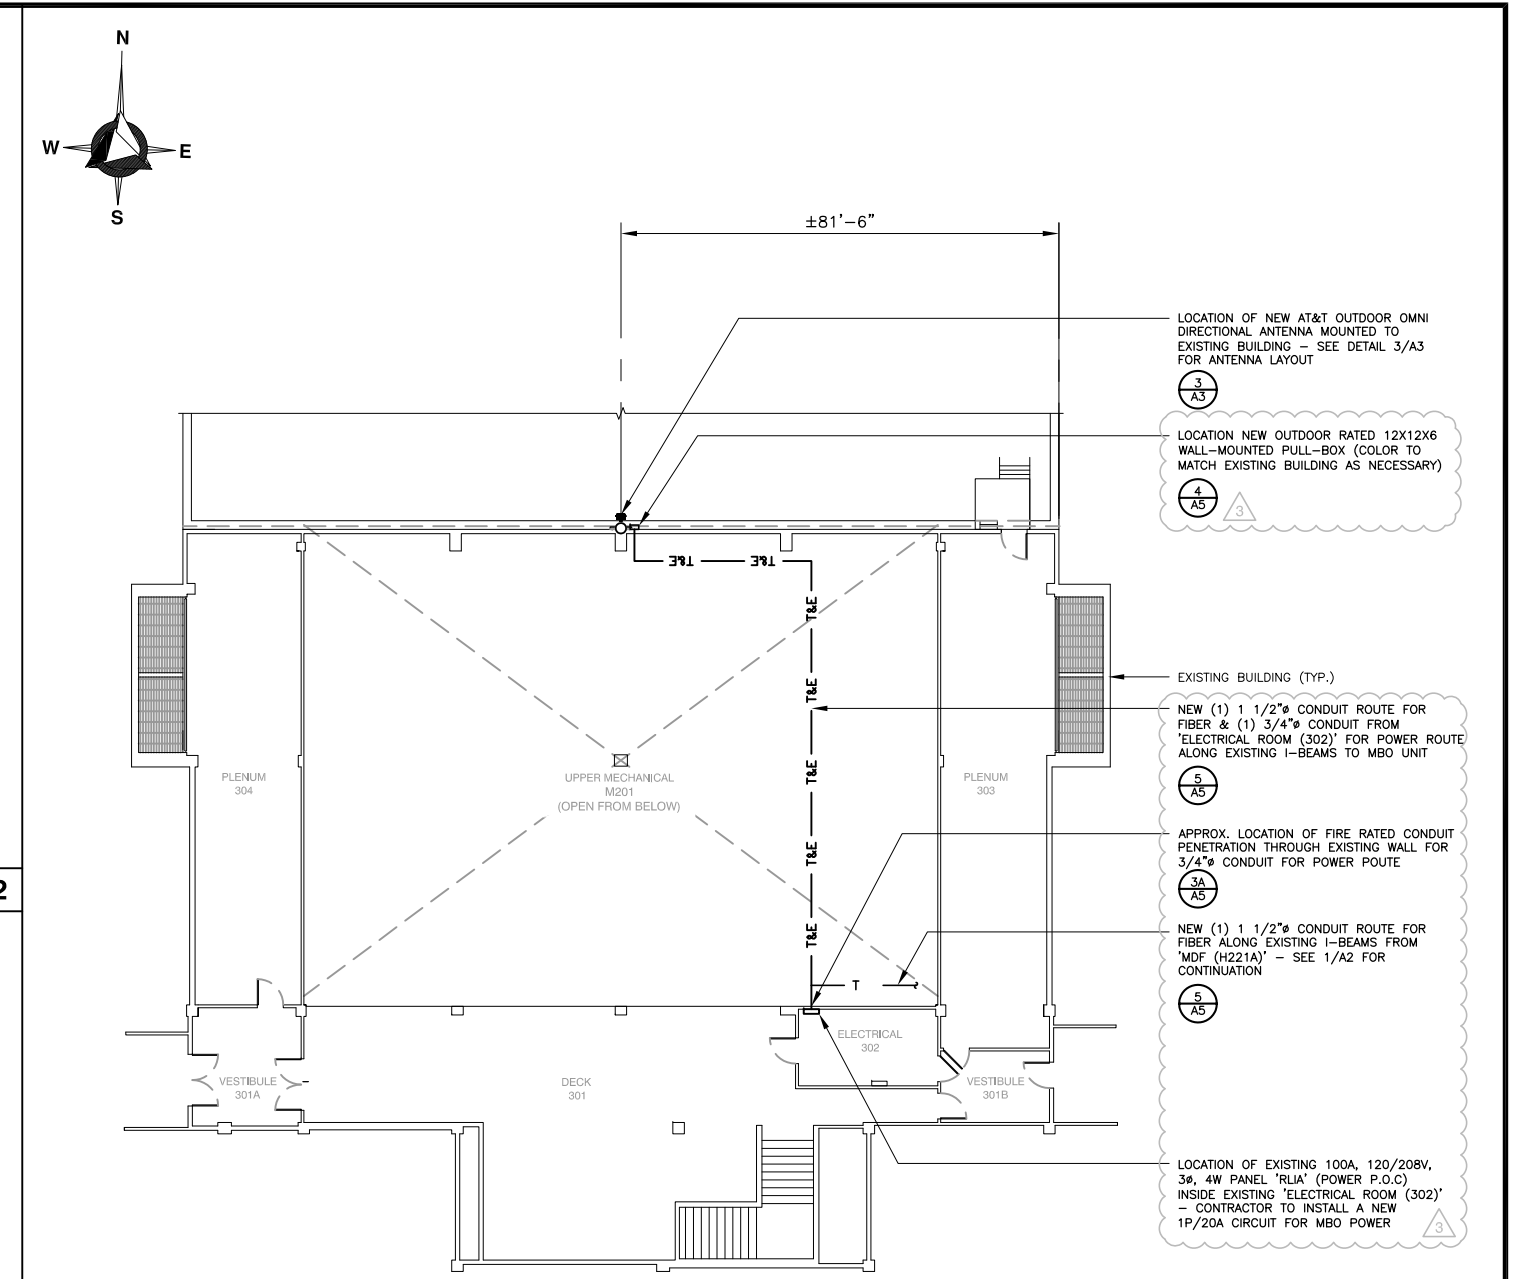 N
W
E
S
±81'-6"
LOCATION OF NEW AT&T OUTDOOR OMNI
DIRECTIONAL ANTENNA MOUNTED TO
EXISTING BUILDING – SEE DETAIL 3/A3
FOR ANTENNA LAYOUT
3
A3
LOCATION NEW OUTDOOR RATED 12X12X6
WALL–MOUNTED PULL–BOX (COLOR TO
MATCH EXISTING BUILDING AS NECESSARY)
4
A5
3
T&E
T&E
T&E
T&E
T&E
T&E
T&E
T
EXISTING BUILDING (TYP.)
NEW (1) 1 1/2"ø CONDUIT ROUTE FOR
FIBER & (1) 3/4"ø CONDUIT FROM
'ELECTRICAL ROOM (302)' FOR POWER ROUTE
ALONG EXISTING I–BEAMS TO MBO UNIT
5
A5
PLENUM
304
UPPER MECHANICAL
M201
(OPEN FROM BELOW)
PLENUM
303
APPROX. LOCATION OF FIRE RATED CONDUIT
PENETRATION THROUGH EXISTING WALL FOR
3/4"ø CONDUIT FOR POWER POUTE
3A
A5
2
NEW (1) 1 1/2"ø CONDUIT ROUTE FOR
FIBER ALONG EXISTING I–BEAMS FROM
'MDF (H221A)' – SEE 1/A2 FOR
CONTINUATION
5
A5
ELECTRICAL
302
VESTIBULE
301A
DECK
301
VESTIBULE
301B
LOCATION OF EXISTING 100A, 120/208V,
3ø, 4W PANEL 'RLIA' (POWER P.O.C)
INSIDE EXISTING 'ELECTRICAL ROOM (302)'
– CONTRACTOR TO INSTALL A NEW
1P/20A CIRCUIT FOR MBO POWER
3